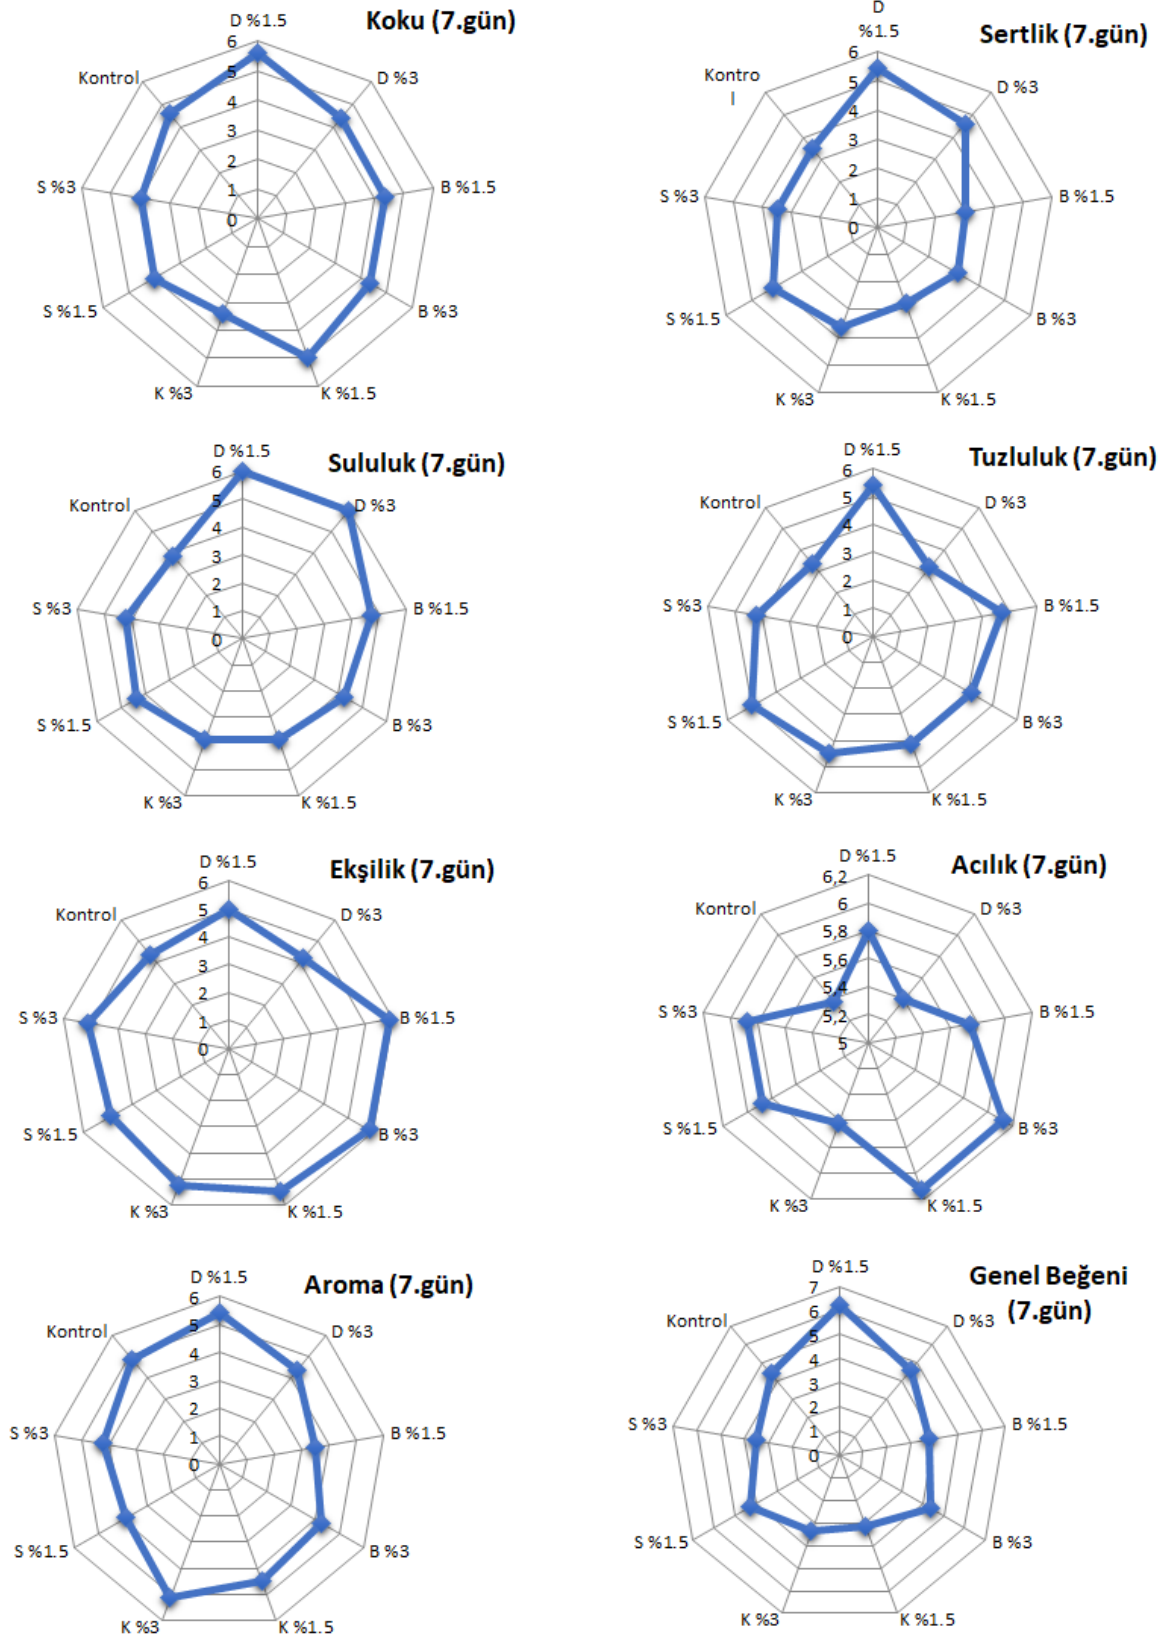 Koku (7.gün)
D %1.5
D %3
B %1.5
B %3
K %1.5
K %3
S %1.5
S %3
Kontrol
6
5
4
3
2
1
0
Sertlik (7.gün)
D
%1.5
D %3
B %1.5
B %3
K %1.5
K %3
S %1.5
S %3
Kontro
l
6
5
4
3
2
1
0
Sululuk (7.gün)
D %1.5
D %3
B %1.5
B %3
K %1.5
K %3
S %1.5
S %3
Kontrol
6
5
4
3
2
1
0
Tuzluluk (7.gün)
D %1.5
D %3
B %1.5
B %3
K %1.5
K %3
S %1.5
S %3
Kontrol
6
5
4
3
2
1
0
Ekşilik (7.gün)
D %1.5
D %3
B %1.5
B %3
K %1.5
K %3
S %1.5
S %3
Kontrol
6
5
4
3
2
1
0
Acılık (7.gün)
D %1.5
D %3
B %1.5
B %3
K %1.5
K %3
S %1.5
S %3
Kontrol
6,2
6
5,8
5,6
5,4
5,2
5
Aroma (7.gün)
D %1.5
D %3
B %1.5
B %3
K %1.5
K %3
S %1.5
S %3
Kontrol
6
5
4
3
2
1
0
Genel Beğeni
(7.gün)
D %1.5
D %3
B %1.5
B %3
K %1.5
K %3
S %1.5
S %3
Kontrol
7
6
5
4
3
2
1
0